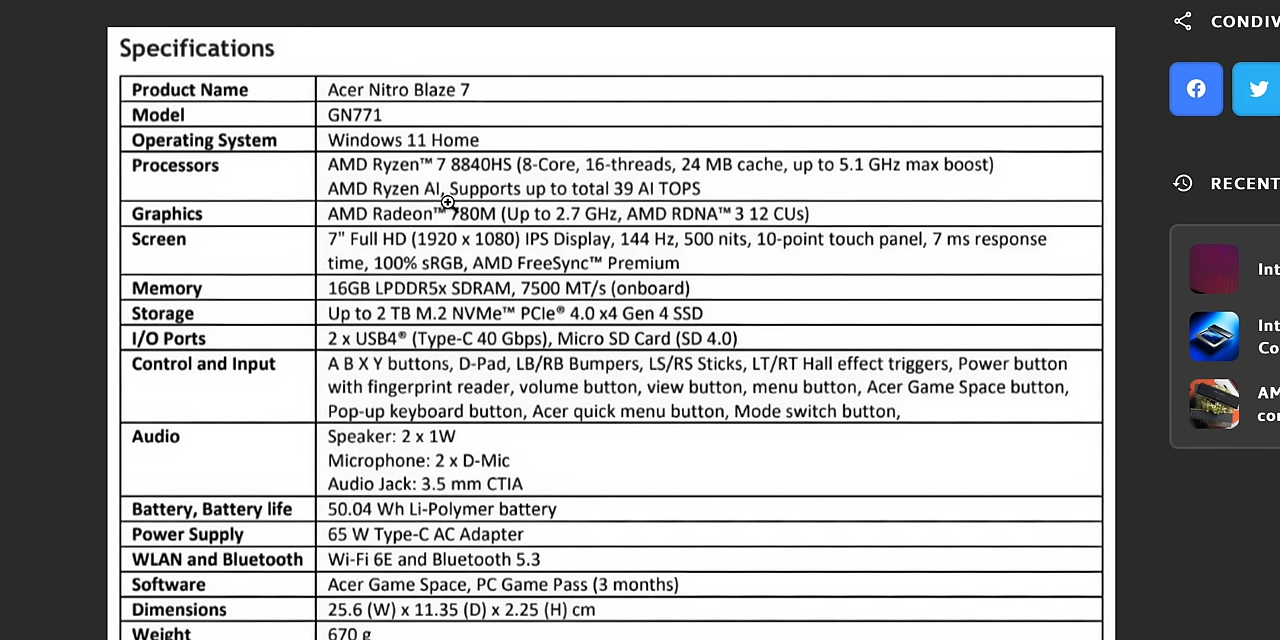 Specifications
Product Name Acer Nitro Blaze 7
Model GN771
Operating System Windows 11 Home
Processors AMD Ryzen™ 7 8840HS (8-Core, 16-threads, 24 MB cache, up to 5.1 GHz max boost)
AMD Ryzen AI, Supports up to total 39 AI TOPS
Graphics AMD Radeon™ 780M (Up to 2.7 GHz, AMD RDNA™ 3 12 CUs)
Screen 7" Full HD (1920 x 1080) IPS Display, 144 Hz, 500 nits, 10-point touch panel, 7 ms response
time, 100% sRGB, AMD FreeSync™ Premium
Memory 16GB LPDDR5x SDRAM, 7500 MT/s (onboard)
Storage Up to 2 TB M.2 NVMe™ PCIe® 4.0 x4 Gen 4 SSD
I/O Ports 2 x USB4® (Type-C 40 Gbps), Micro SD Card (SD 4.0)
Control and Input A B X Y buttons, D-Pad, LB/RB Bumpers, LS/RS Sticks, LT/RT Hall effect triggers, Power button
with fingerprint reader, volume button, view button, menu button, Acer Game Space button,
Pop-up keyboard button, Acer quick menu button, Mode switch button,
Audio Speaker: 2 x 1W
Microphone: 2 x D-Mic
Audio Jack: 3.5 mm CTIA
Battery, Battery life 50.04 Wh Li-Polymer battery
Power Supply 65 W Type-C AC Adapter
WLAN and Bluetooth Wi-Fi 6E and Bluetooth 5.3
Software Acer Game Space, PC Game Pass (3 months)
Dimensions 25.6 (W) x 11.35 (D) x 2.25 (H) cm
Weight 670 g
CONDIV
RECENT
Int
Int
Co
AM
con